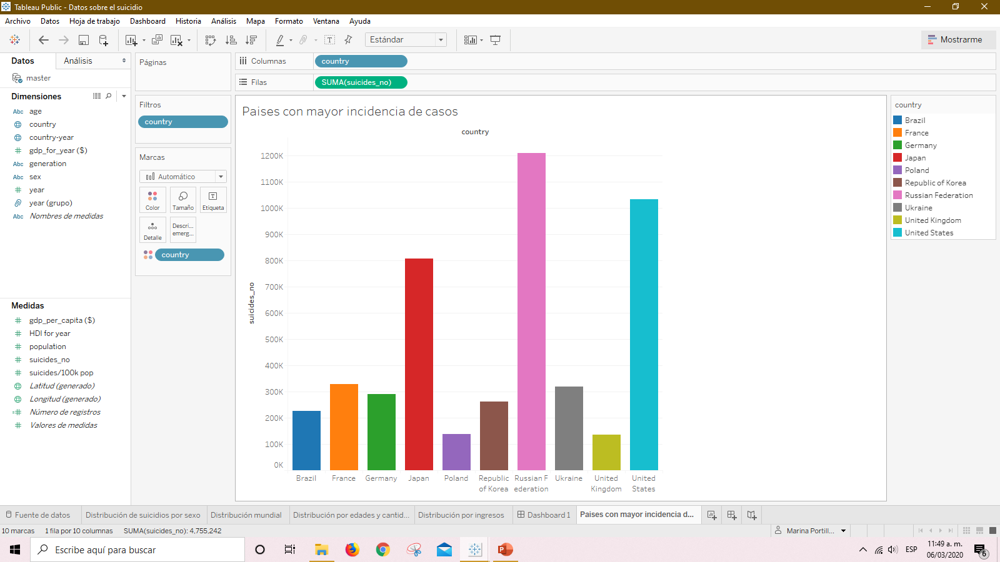 Tableau Public - Datos sobre el suicidio
Archivo Datos Hoja de trabajo Dashboard Historia Análisis Mapa Formato Ventana Ayuda
Estándar
Mostrarme
Datos Análisis
master
Dimensiones
Abc age
country
country-year
gdp_for_year ($)
Abc generation
Abc sex
year
year (grupo)
Abc Nombres de medidas
Medidas
gdp_per_capita ($)
HDI for year
population
suicides_no
suicides/100k pop
Latitud (generado)
Longitud (generado)
Número de registros
Valores de medidas
Páginas
Filtros
country
Marcas
Automático
Color Tamaño Etiqueta
Detalle
Descri...
emerg...
country
Columnas country
Filas SUMA(suicides_no)
Paises con mayor incidencia de casos
country
suicides_no
1200K
1100K
1000K
900K
800K
700K
600K
500K
400K
300K
200K
100K
0K
Brazil France Germany Japan Poland Republic Russian F Ukraine United United
of Korea ederation Kingdom States
country
Brazil
France
Germany
Japan
Poland
Republic of Korea
Russian Federation
Ukraine
United Kingdom
United States
Fuente de datos Distribución de suicidios por sexo Distribución mundial Distribución por edades y cantid... Distribución por ingresos Dashboard 1 Paises con mayor incidencia d...
10 marcas 1 fila por 10 columnas SUMA(suicides_no): 4,755,242 Marina Portill...
Escribe aquí para buscar
ESP
11:49 a. m.
06/03/2020
6